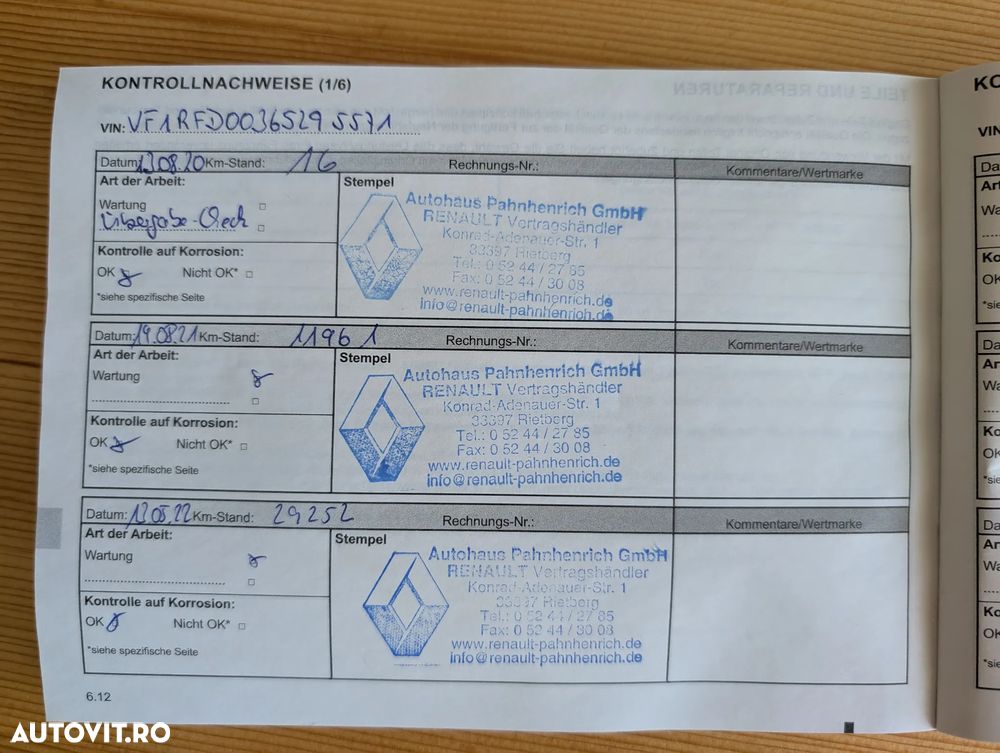 KONTROLLNACHWEISE (1/6)
VIN: VF1RFD00365295571
Datum: 13.08.20 Km-Stand: 16 Rechnungs-Nr.: Kommentare/Wertmarke
Art der Arbeit: Stempel
Wartung
Übergabe-Check
Kontrolle auf Korrosion:
OK Nicht OK*
*siehe spezifische Seite
Autohaus Pahnhenrich GmbH
RENAULT Vertragshändler
Konrad-Adenauer-Str. 1
33397 Rietberg
Tel.: 0 52 44 / 27 85
Fax: 0 52 44 / 30 08
www.renault-pahnhenrich.de
info@renault-pahnhenrich.de
Datum: 19.08.21 Km-Stand: 11961 Rechnungs-Nr.: Kommentare/Wertmarke
Art der Arbeit: Stempel
Wartung
Kontrolle auf Korrosion:
OK Nicht OK*
*siehe spezifische Seite
Autohaus Pahnhenrich GmbH
RENAULT Vertragshändler
Konrad-Adenauer-Str. 1
33397 Rietberg
Tel.: 0 52 44 / 27 85
Fax: 0 52 44 / 30 08
www.renault-pahnhenrich.de
info@renault-pahnhenrich.de
Datum: 13.05.22 Km-Stand: 29252 Rechnungs-Nr.: Kommentare/Wertmarke
Art der Arbeit: Stempel
Wartung
Kontrolle auf Korrosion:
OK Nicht OK*
*siehe spezifische Seite
Autohaus Pahnhenrich GmbH
RENAULT Vertragshändler
Konrad-Adenauer-Str. 1
33397 Rietberg
Tel.: 0 52 44 / 27 85
Fax: 0 52 44 / 30 08
www.renault-pahnhenrich.de
info@renault-pahnhenrich.de
6.12
AUTOVIT.RO